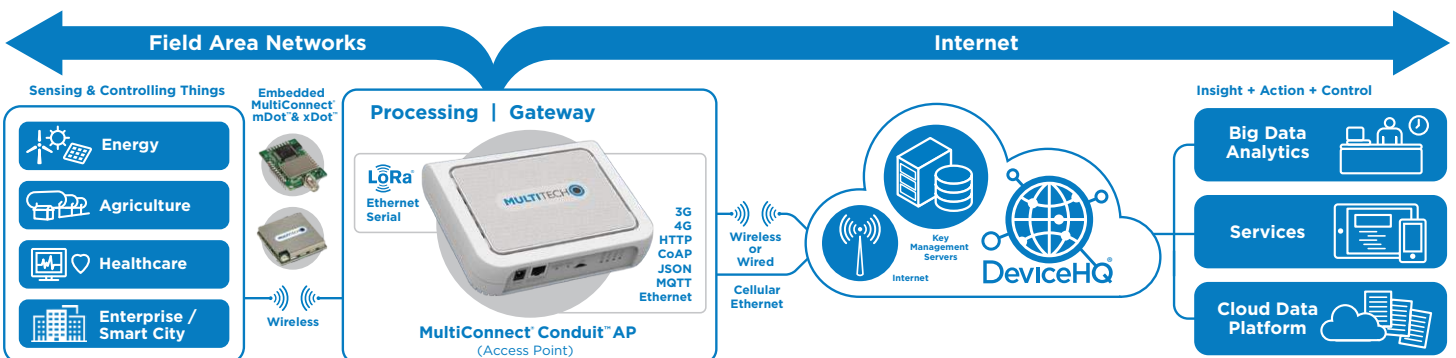 Field Area Networks
Internet
Sensing & Controlling Things
Energy
Agriculture
Healthcare
Enterprise /
Smart City
Embedded
MultiConnect®
mDot™ & xDot™
MULTITECH
Wireless
Processing | Gateway
LoRa®
Ethernet
Serial
MULTITECH
3G
4G
HTTP
CoAP
JSON
MQTT
Ethernet
MultiConnect® Conduit™ AP
(Access Point)
Wireless
or
Wired
Cellular
Ethernet
Internet
Key
Management
Servers
DeviceHQ®
Insight + Action + Control
Big Data
Analytics
Services
Cloud Data
Platform